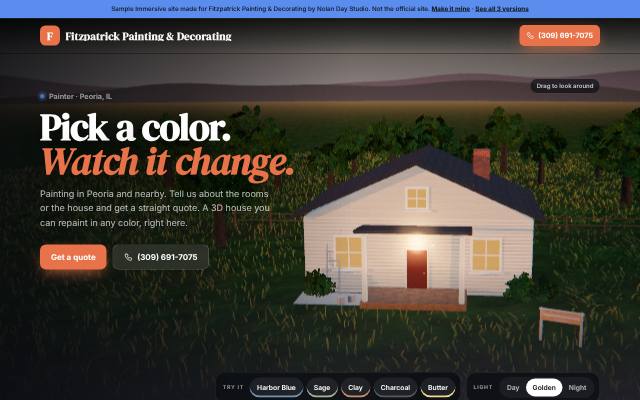 Sample Immersive site made for Fitzpatrick Painting & Decorating by Nolan Day Studio. Not the official site. Make it mine · See all 3 versions
F Fitzpatrick Painting & Decorating
(309) 691-7075
Drag to look around
Painter · Peoria, IL
Pick a color.
Watch it change.
Painting in Peoria and nearby. Tell us about the rooms
or the house and get a straight quote. A 3D house you
can repaint in any color, right here.
Get a quote
(309) 691-7075
TRY IT Harbor Blue Sage Clay Charcoal Butter
LIGHT Day Golden Night